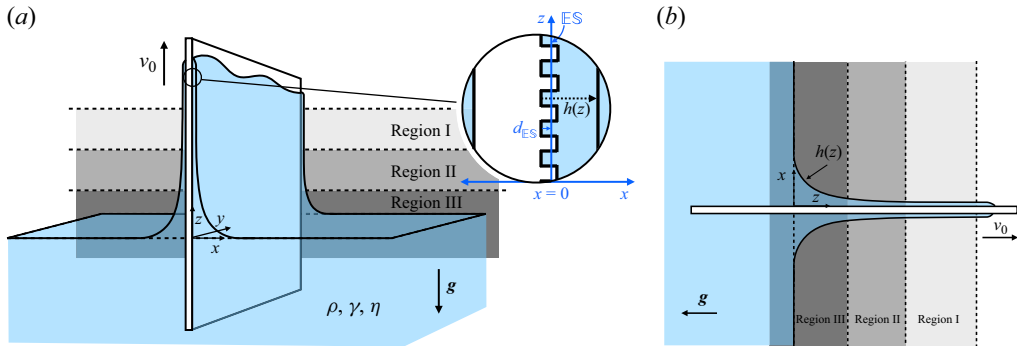 (a)
v₀
z
𝔼𝕊
h(z)
d𝔼𝕊
x = 0
x
Region I
Region II
Region III
z
y
x
g
ρ, γ, η
(b)
h(z)
x
z
v₀
g
Region III
Region II
Region I